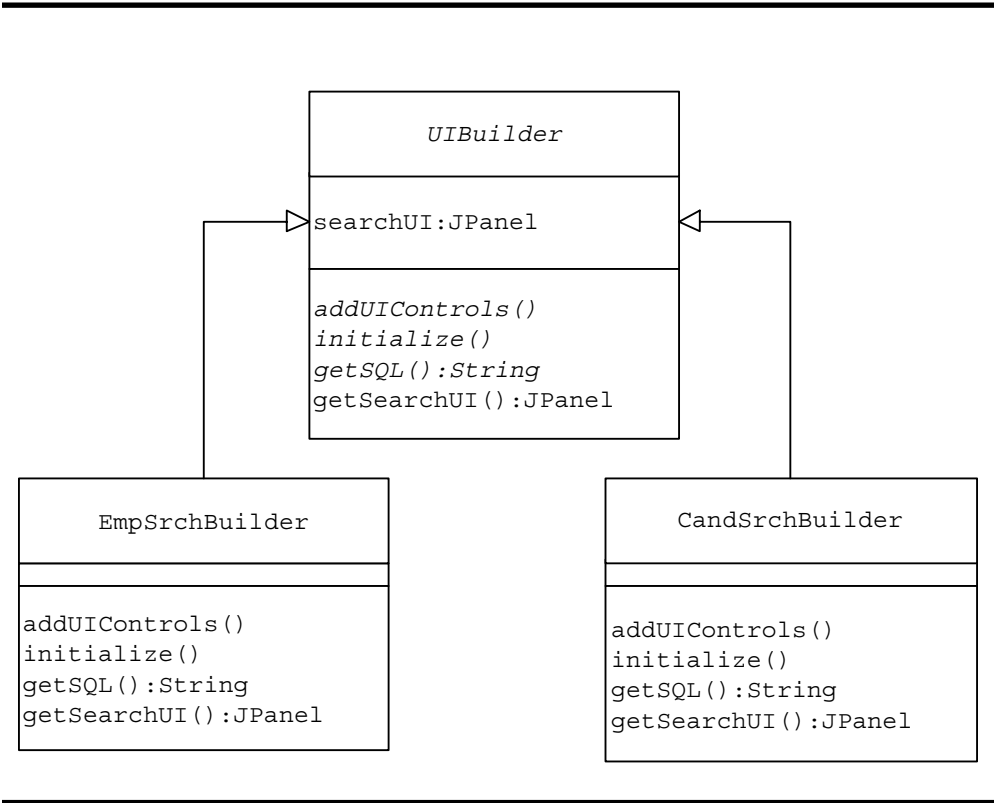 UIBuilder
searchUI:JPanel
addUIControls()
initialize()
getSQL():String
getSearchUI():JPanel
EmpSrchBuilder
addUIControls()
initialize()
getSQL():String
getSearchUI():JPanel
CandSrchBuilder
addUIControls()
initialize()
getSQL():String
getSearchUI():JPanel